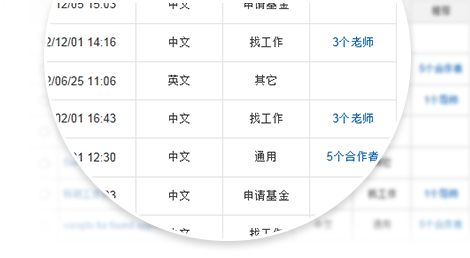 12/05 15:03 中文 申请基金
2/12/01 14:16 中文 找工作 3个老师
2/06/25 11:06 英文 其它
02/01 16:43 中文 找工作 3个老师
01 12:30 中文 通用 5个合作者
中文 申请基金
中文 找工作